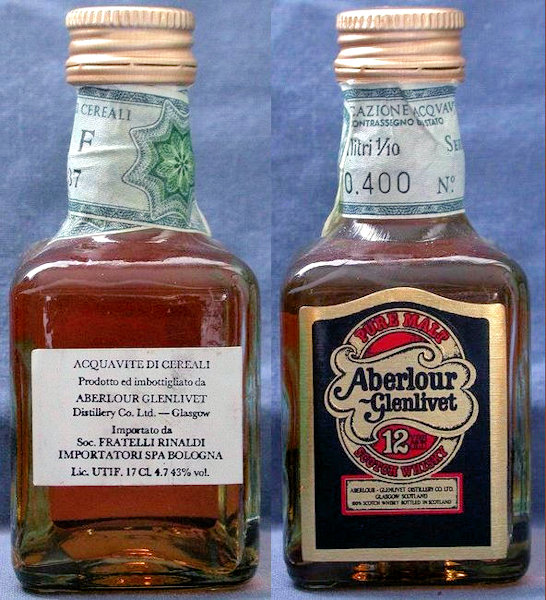 CEREALI
F
37
ACQUAVITE DI CEREALI
Prodotto ed imbottigliato da
ABERLOUR GLENLIVET
Distillery Co. Ltd. — Glasgow
Importato da
Soc. FRATELLI RINALDI
IMPORTATORI SPA BOLOGNA
Lic. UTIF. 17 CL 4.7 43% vol.
CAZIONE ACQVAV
CONTRASSEGNO DI STATO
litri 1/10
SE
0.400 N°
PURE MALT
Aberlour
~Glenlivet
12
SCOTCH WHISKY
ABERLOUR - GLENLIVET DISTILLERY CO. LTD.
GLASGOW SCOTLAND
100% SCOTCH WHISKY BOTTLED IN SCOTLAND